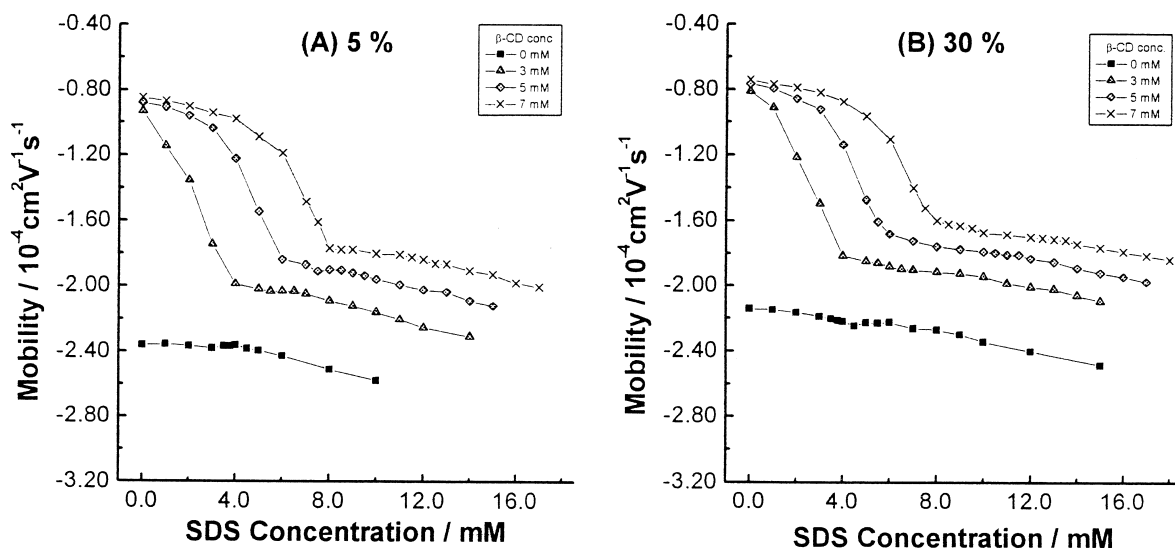 (A) 5 %
β-CD conc.
0 mM
3 mM
5 mM
7 mM
-0.40
-0.80
-1.20
-1.60
-2.00
-2.40
-2.80
-3.20
Mobility / 10⁻⁴cm²V⁻¹s⁻¹
0.0
4.0
8.0
12.0
16.0
SDS Concentration / mM
(B) 30 %
β-CD conc.
0 mM
3 mM
5 mM
7 mM
-0.40
-0.80
-1.20
-1.60
-2.00
-2.40
-2.80
-3.20
Mobility / 10⁻⁴cm²V⁻¹s⁻¹
0.0
4.0
8.0
12.0
16.0
SDS Concentration / mM